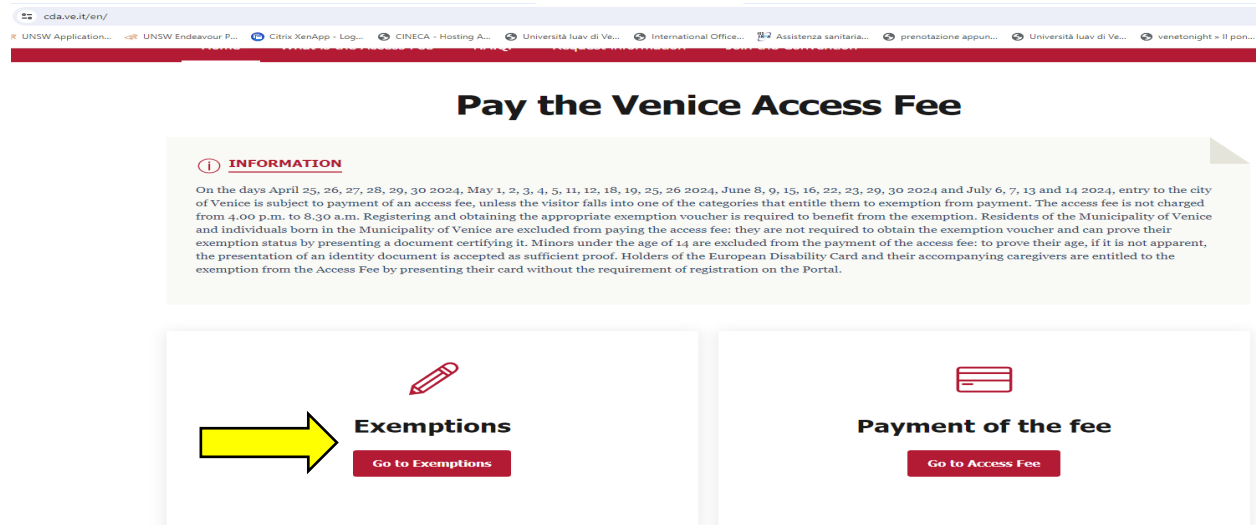 cda.ve.it/en/
UNSW Application... UNSW Endeavour P... Citrix XenApp - Log... CINECA - Hosting A... Università Iuav di Ve... International Office... Assistenza sanitaria... prenotazione appun... Università Iuav di Ve... venetonight » Il pon...
Pay the Venice Access Fee
INFORMATION
On the days April 25, 26, 27, 28, 29, 30 2024, May 1, 2, 3, 4, 5, 11, 12, 18, 19, 25, 26 2024, June 8, 9, 15, 16, 22, 23, 29, 30 2024 and July 6, 7, 13 and 14 2024, entry to the city
of Venice is subject to payment of an access fee, unless the visitor falls into one of the categories that entitle them to exemption from payment. The access fee is not charged
from 4.00 p.m. to 8.30 a.m. Registering and obtaining the appropriate exemption voucher is required to benefit from the exemption. Residents of the Municipality of Venice
and individuals born in the Municipality of Venice are excluded from paying the access fee: they are not required to obtain the exemption voucher and can prove their
exemption status by presenting a document certifying it. Minors under the age of 14 are excluded from the payment of the access fee: to prove their age, if it is not apparent,
the presentation of an identity document is accepted as sufficient proof. Holders of the European Disability Card and their accompanying caregivers are entitled to the
exemption from the Access Fee by presenting their card without the requirement of registration on the Portal.
Exemptions
Go to Exemptions
Payment of the fee
Go to Access Fee